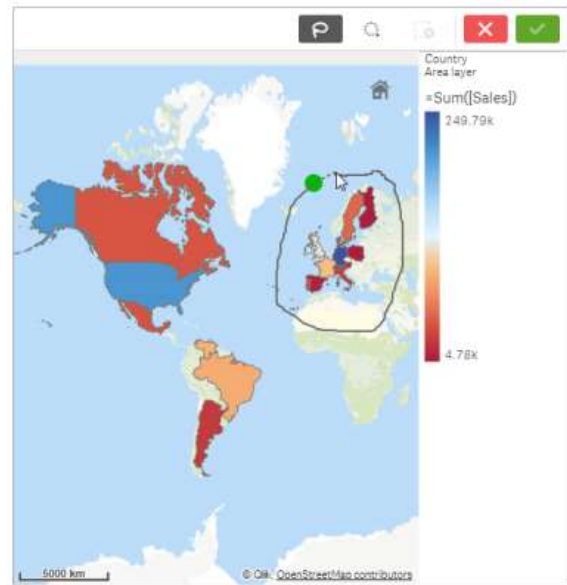 Country
Area layer
=Sum([Sales])
249.79k
4.78k
5000 km
© Qlik, OpenStreetMap contributors